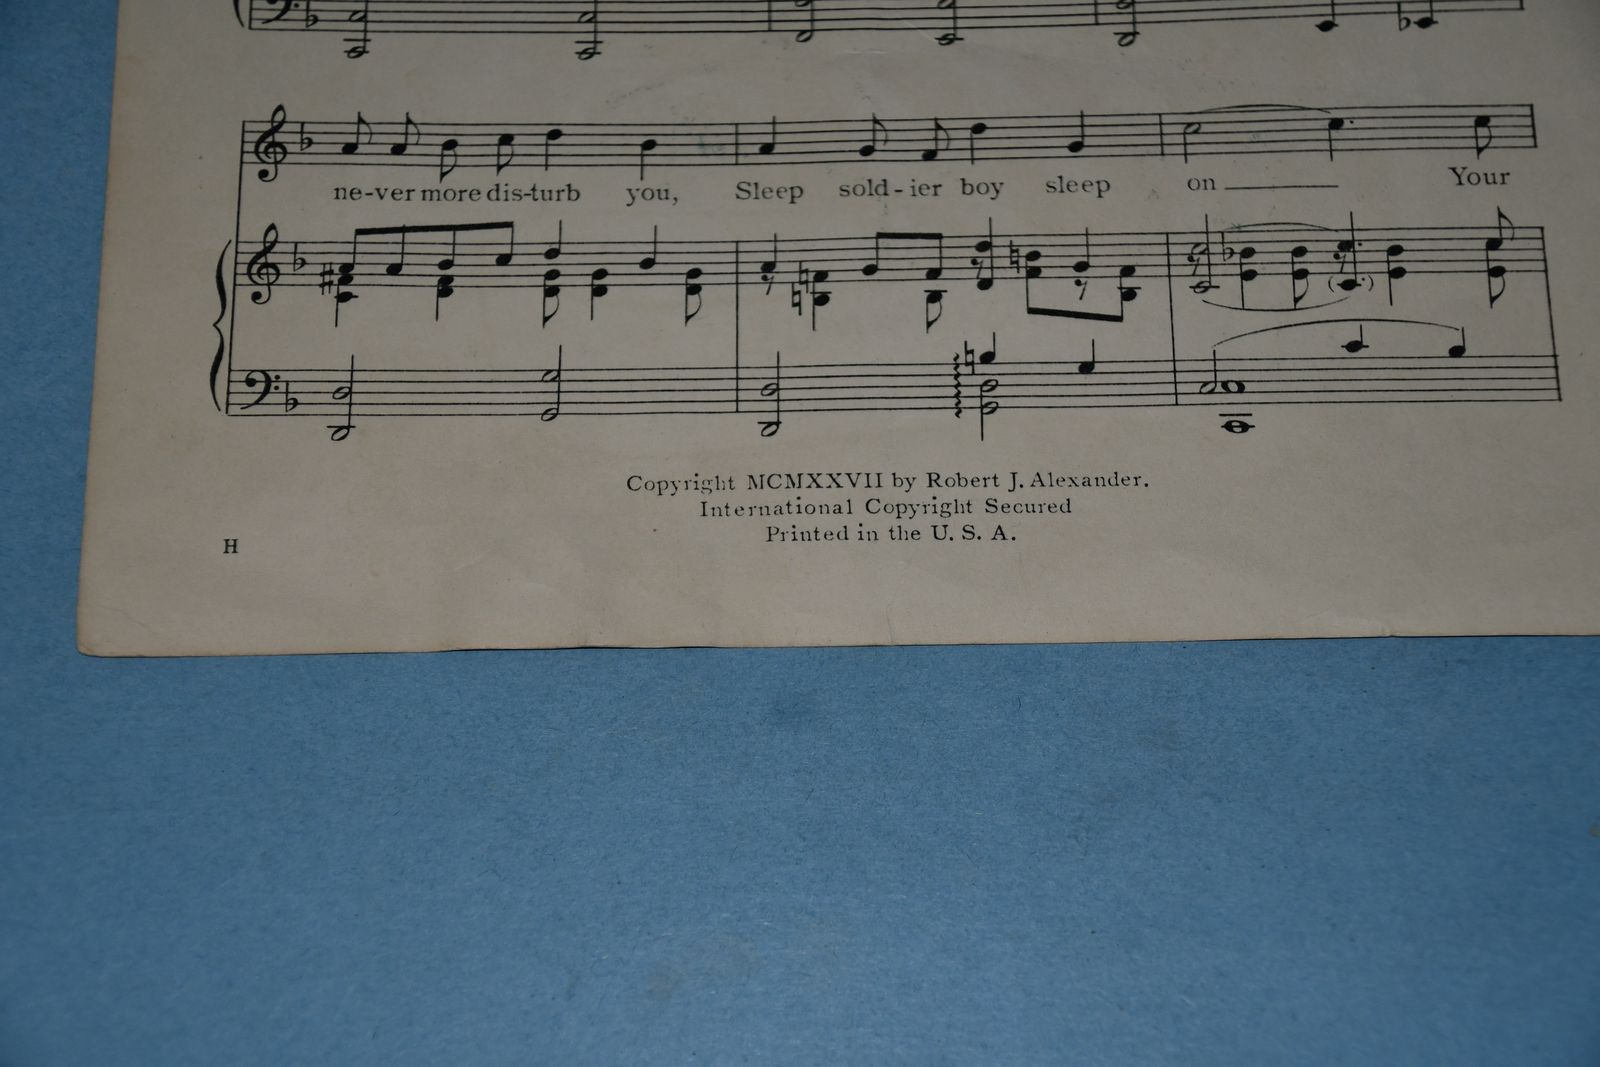 ne-ver more dis-turb you, Sleep sold-ier boy sleep on Your
Copyright MCMXXVII by Robert J. Alexander.
International Copyright Secured
Printed in the U. S. A.
H